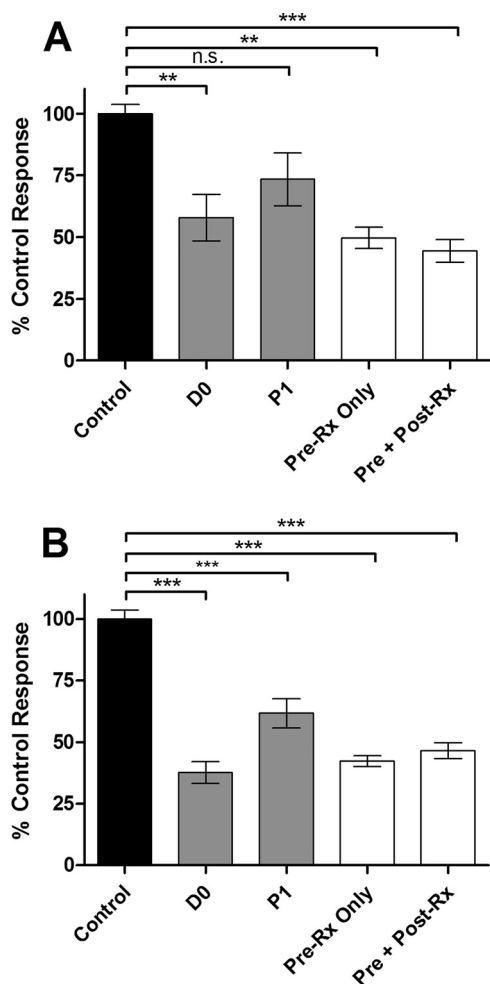 A
***
**
n.s.
**
% Control Response
100
75
50
25
0
Control
D0
P1
Pre-Rx Only
Pre + Post-Rx
B
***
***
***
***
% Control Response
100
75
50
25
0
Control
D0
P1
Pre-Rx Only
Pre + Post-Rx